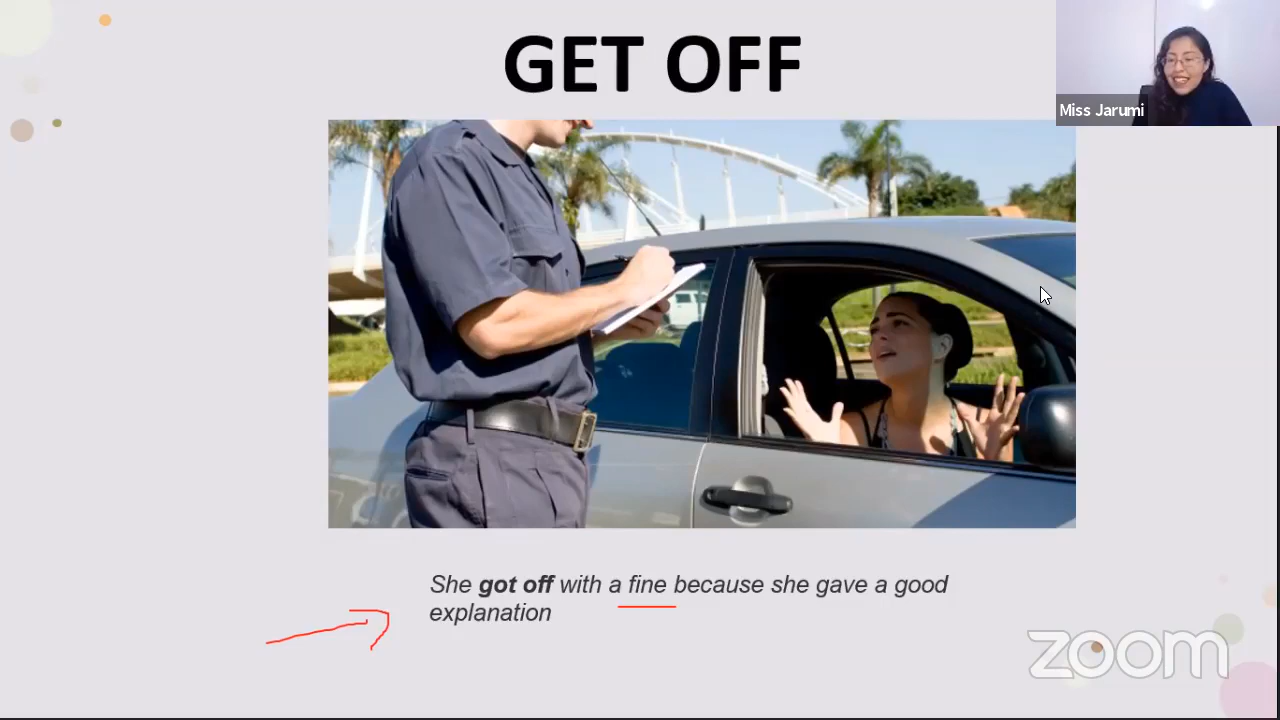 GET OFF
Miss Jarumi
She got off with a fine because she gave a good
explanation
zoom